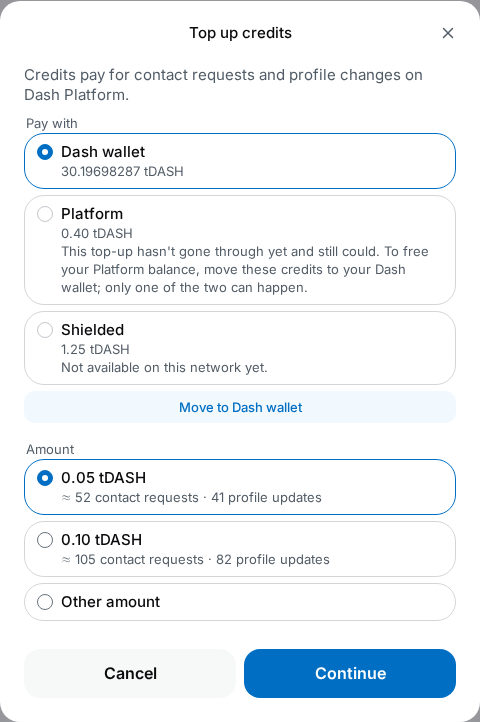 Top up credits
Credits pay for contact requests and profile changes on
Dash Platform.
Pay with
Dash wallet
30.19698287 tDASH
Platform
0.40 tDASH
This top-up hasn't gone through yet and still could. To free
your Platform balance, move these credits to your Dash
wallet; only one of the two can happen.
Shielded
1.25 tDASH
Not available on this network yet.
Move to Dash wallet
Amount
0.05 tDASH
≈ 52 contact requests · 41 profile updates
0.10 tDASH
≈ 105 contact requests · 82 profile updates
Other amount
Cancel
Continue